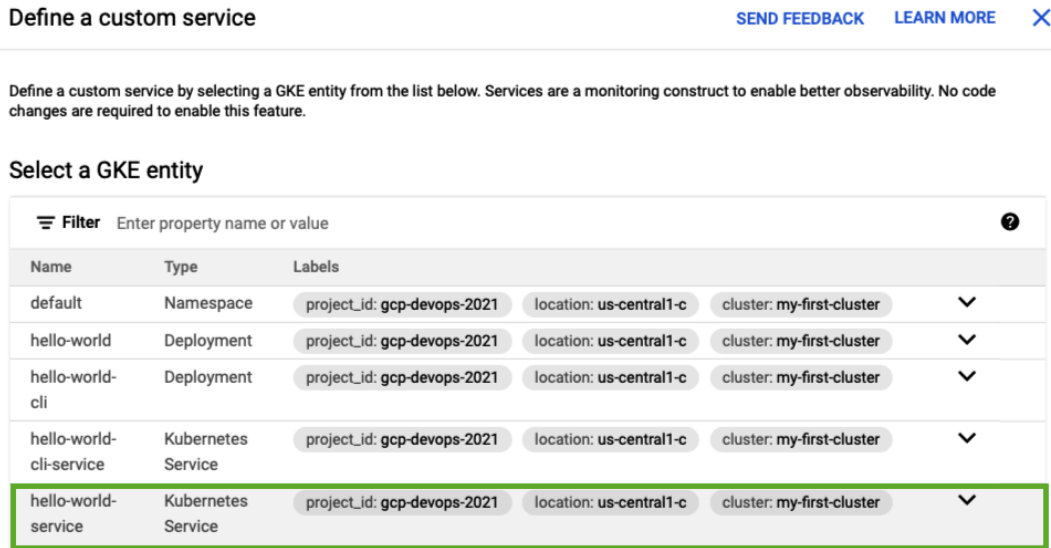 Define a custom service
SEND FEEDBACK
LEARN MORE
Define a custom service by selecting a GKE entity from the list below. Services are a monitoring construct to enable better observability. No code
changes are required to enable this feature.
Select a GKE entity
Filter Enter property name or value
Name Type Labels
default Namespace project_id: gcp-devops-2021 location: us-central1-c cluster: my-first-cluster
hello-world Deployment project_id: gcp-devops-2021 location: us-central1-c cluster: my-first-cluster
hello-world- Deployment project_id: gcp-devops-2021 location: us-central1-c cluster: my-first-cluster
cli
hello-world- Kubernetes project_id: gcp-devops-2021 location: us-central1-c cluster: my-first-cluster
cli-service Service
hello-world- Kubernetes project_id: gcp-devops-2021 location: us-central1-c cluster: my-first-cluster
service Service